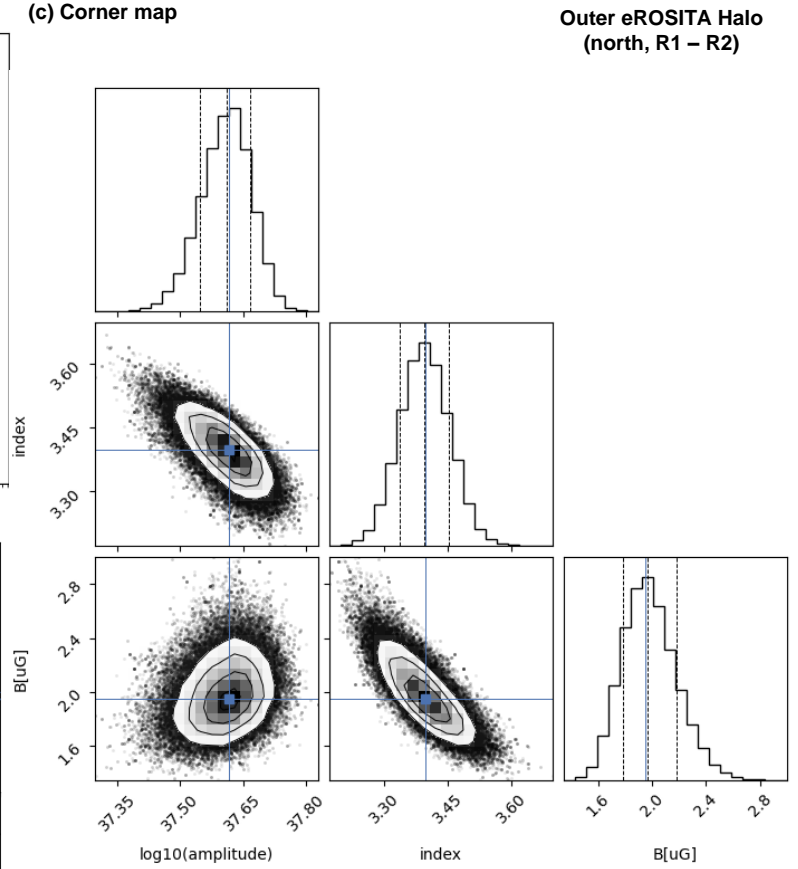 (c) Corner map
Outer eROSITA Halo
(north, R1 – R2)
3.60
3.45
3.30
index
2.8
2.4
2.0
1.6
B[uG]
37.35
37.50
37.65
37.80
log10(amplitude)
3.30
3.45
3.60
index
1.6
2.0
2.4
2.8
B[uG]